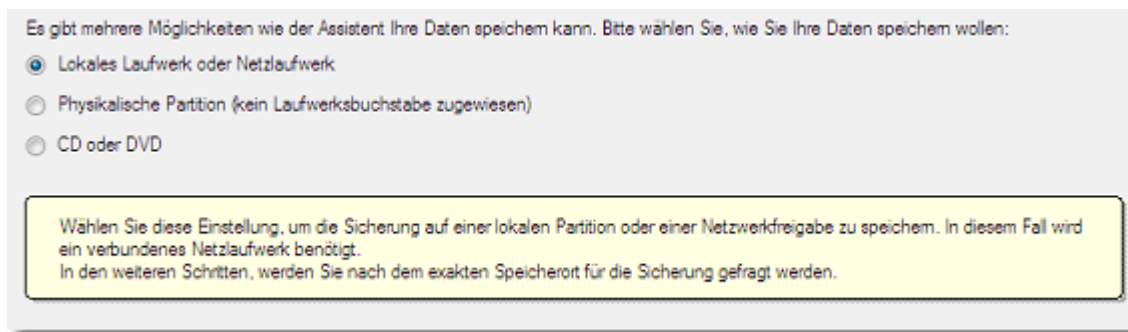 Es gibt mehrere Möglichkeiten wie der Assistent Ihre Daten speichern kann. Bitte wählen Sie, wie Sie Ihre Daten speichern wollen:
Lokales Laufwerk oder Netzlaufwerk
Physikalische Partition (kein Laufwerksbuchstabe zugewiesen)
CD oder DVD
Wählen Sie diese Einstellung, um die Sicherung auf einer lokalen Partition oder einer Netzwerkfreigabe zu speichern. In diesem Fall wird
ein verbundenes Netzlaufwerk benötigt.
In den weiteren Schritten, werden Sie nach dem exakten Speicherort für die Sicherung gefragt werden.